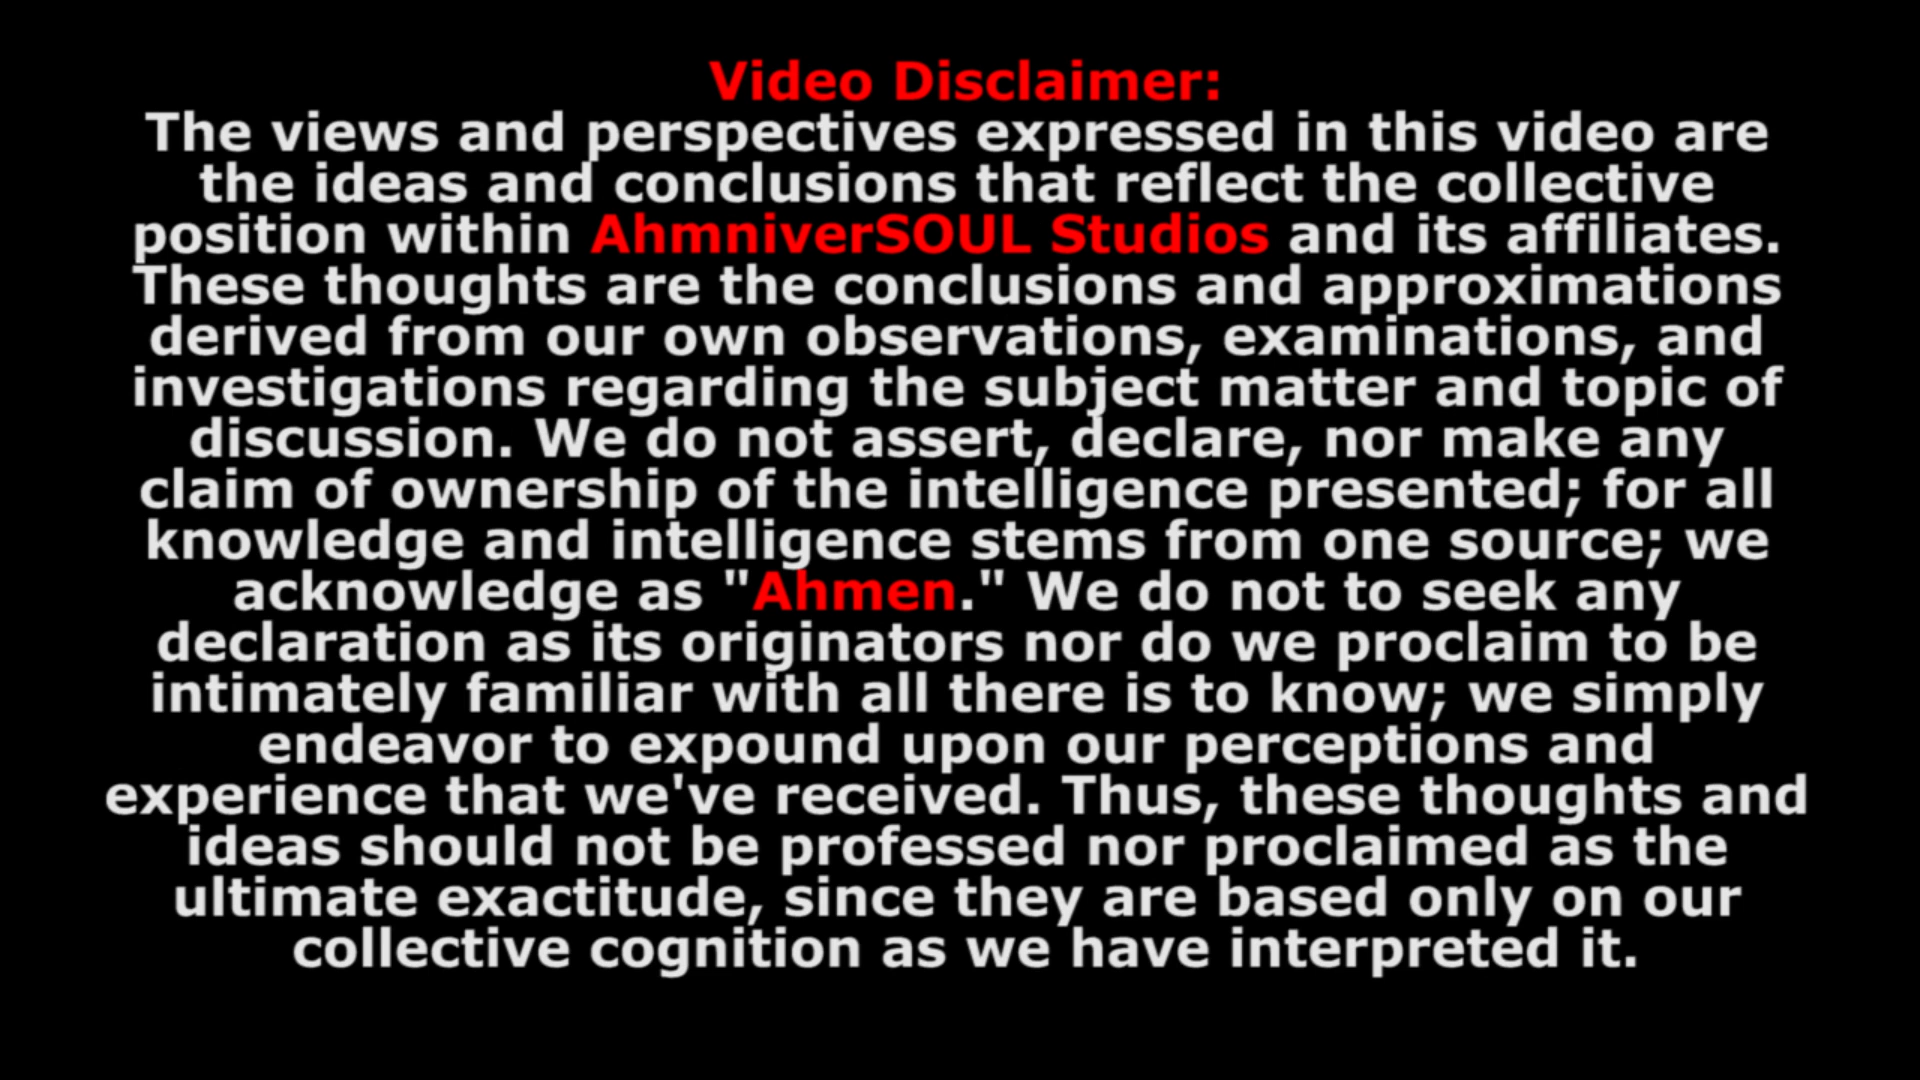 Video Disclaimer:
The views and perspectives expressed in this video are
the ideas and conclusions that reflect the collective
position within AhmniverSOUL Studios and its affiliates.
These thoughts are the conclusions and approximations
derived from our own observations, examinations, and
investigations regarding the subject matter and topic of
discussion. We do not assert, declare, nor make any
claim of ownership of the intelligence presented; for all
knowledge and intelligence stems from one source; we
acknowledge as "Ahmen." We do not to seek any
declaration as its originators nor do we proclaim to be
intimately familiar with all there is to know; we simply
endeavor to expound upon our perceptions and
experience that we've received. Thus, these thoughts and
ideas should not be professed nor proclaimed as the
ultimate exactitude, since they are based only on our
collective cognition as we have interpreted it.